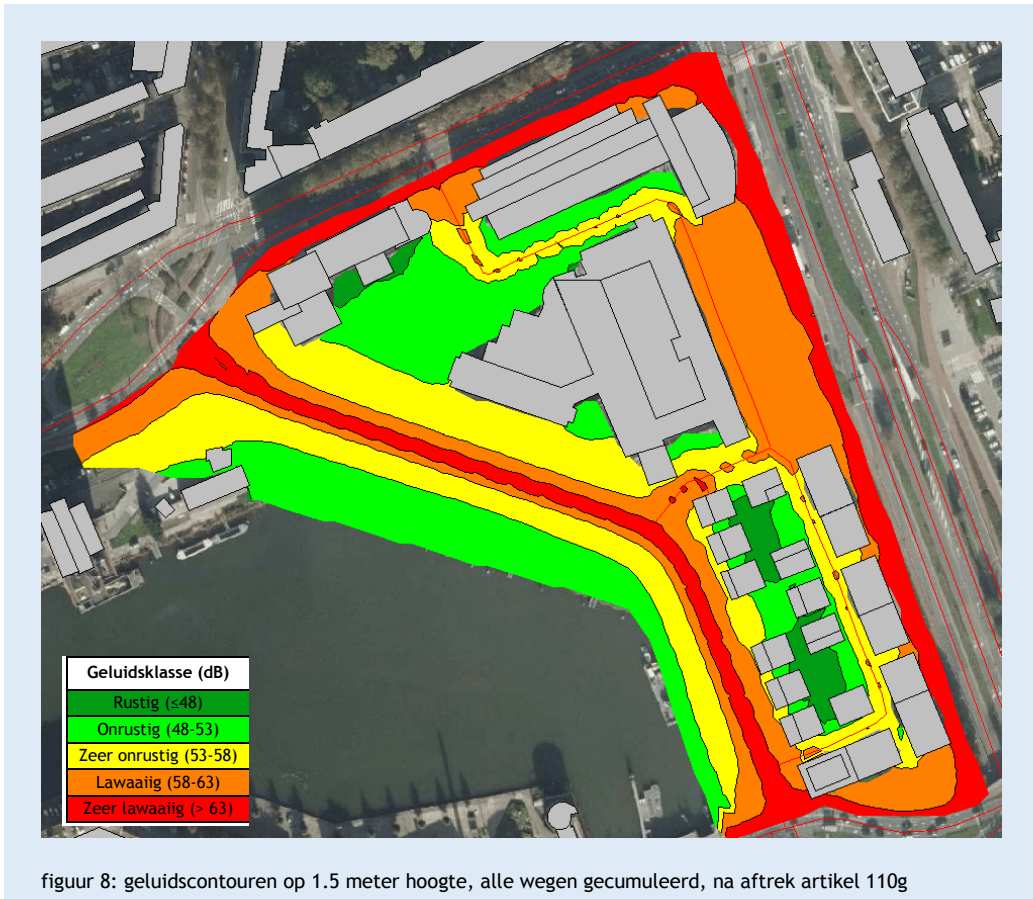 Geluidsklasse (dB)
Rustig (≤48)
Onrustig (48-53)
Zeer onrustig (53-58)
Lawaaiig (58-63)
Zeer lawaaiig (> 63)
figuur 8: geluidscontouren op 1.5 meter hoogte, alle wegen gecumuleerd, na aftrek artikel 110g